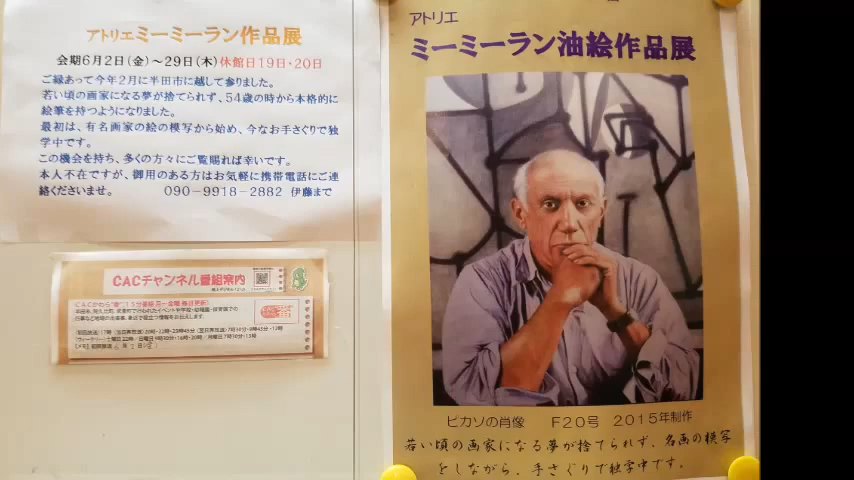 アトリエミーミーラン作品展
会期6月2日(金)~29日(木)休館日19日・20日
ご縁あって今年2月に半田市に越して参りました。
若い頃の画家になる夢が捨てられず、54歳の時から本格的に
絵筆を持つようになりました。
最初は、有名画家の絵の模写から始め、今なお手さぐりで独
学中です。
この機会を持ち、多くの方々にご覧賜れば幸いです。
本人不在ですが、御用のある方はお気軽に携帯電話にご連
絡くださいませ。 090-9918-2882 伊藤まで
CACチャンネル番組案内
アトリエ
ミーミーラン油絵作品展
ピカソの肖像 F20号 2015年制作
若い頃の画家になる夢が捨てられず、名画の模写
をしながら、手さぐりで独学中です。